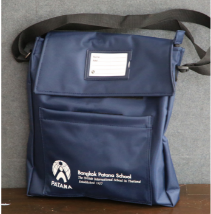 PATANA
Bangkok Patana School
The British International School in Thailand
Established 1957